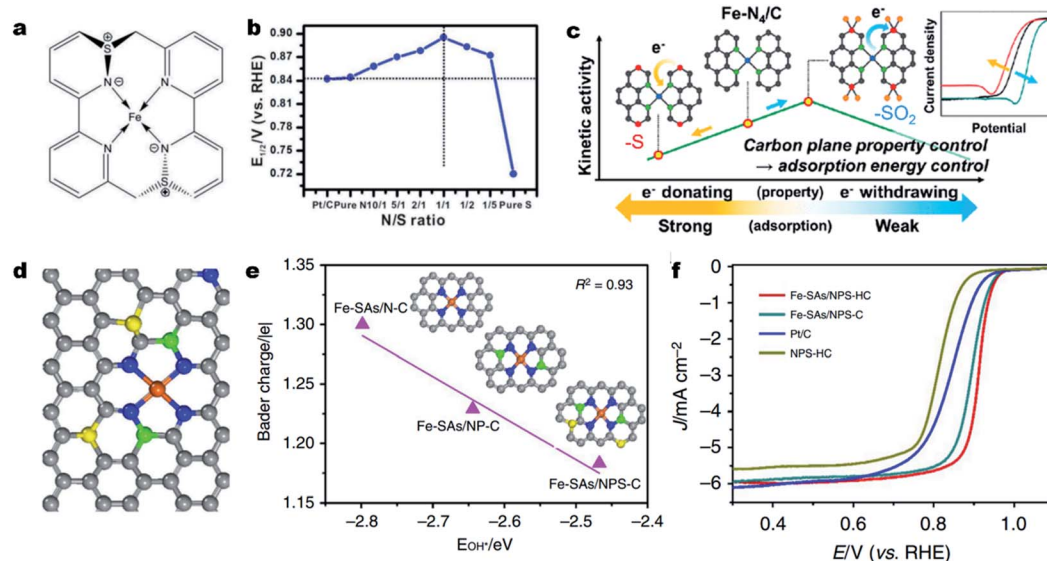 a
S
⊕
N
⊖
N
Fe
N
⊖
N
S
⊕
b
E1/2/V (vs. RHE)
0.90
0.87
0.84
0.81
0.78
0.75
0.72
Pt/C Pure N 10/1 5/1 2/1 1/1 1/2 1/5 Pure S
N/S ratio
c
Kinetic activity
Fe-N4/C
e-
e-
-S
-SO2
Current density
Potential
Carbon plane property control
→ adsorption energy control
e- donating (property) e- withdrawing
Strong (adsorption) Weak
d
e
Bader charge/|e|
1.35
1.30
1.25
1.20
1.15
R² = 0.93
Fe-SAs/N-C
Fe-SAs/NP-C
Fe-SAs/NPS-C
−2.8 −2.7 −2.6 −2.5 −2.4
EOH*/eV
f
J/mA cm−2
0
−1
−2
−3
−4
−5
−6
Fe-SAs/NPS-HC
Fe-SAs/NPS-C
Pt/C
NPS-HC
0.4 0.6 0.8 1.0
E/V (vs. RHE)